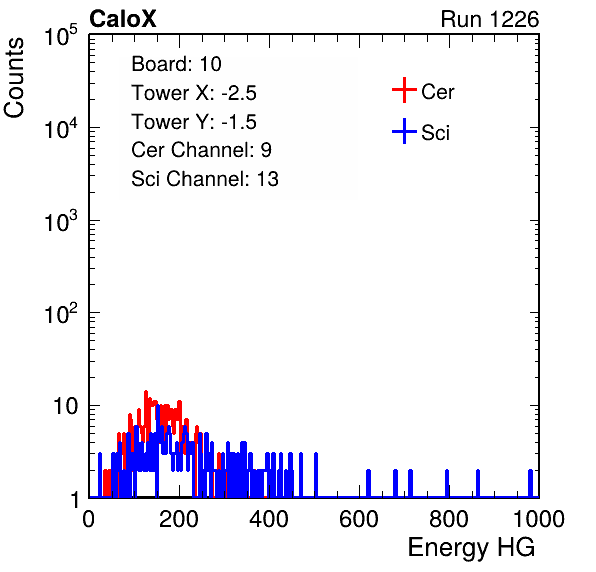 CaloX Run 1226
Counts
Board: 10
Tower X: -2.5
Tower Y: -1.5
Cer Channel: 9
Sci Channel: 13
Cer
Sci
10^5
10^4
10^3
10^2
10
1
0 200 400 600 800 1000
Energy HG